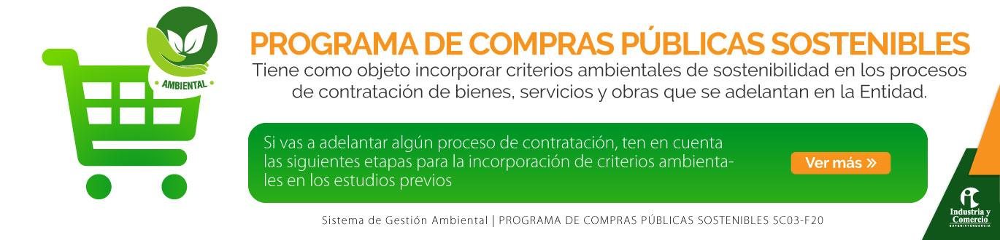 AMBIENTAL
PROGRAMA DE COMPRAS PÚBLICAS SOSTENIBLES
Tiene como objeto incorporar criterios ambientales de sostenibilidad en los procesos
de contratación de bienes, servicios y obras que se adelantan en la Entidad.
Si vas a adelantar algún proceso de contratación, ten en cuenta
las siguientes etapas para la incorporación de criterios ambienta-
les en los estudios previos
Ver más »
Sistema de Gestión Ambiental | PROGRAMA DE COMPRAS PÚBLICAS SOSTENIBLES SC03-F20
Industria y
Comercio
SUPERINTENDENCIA